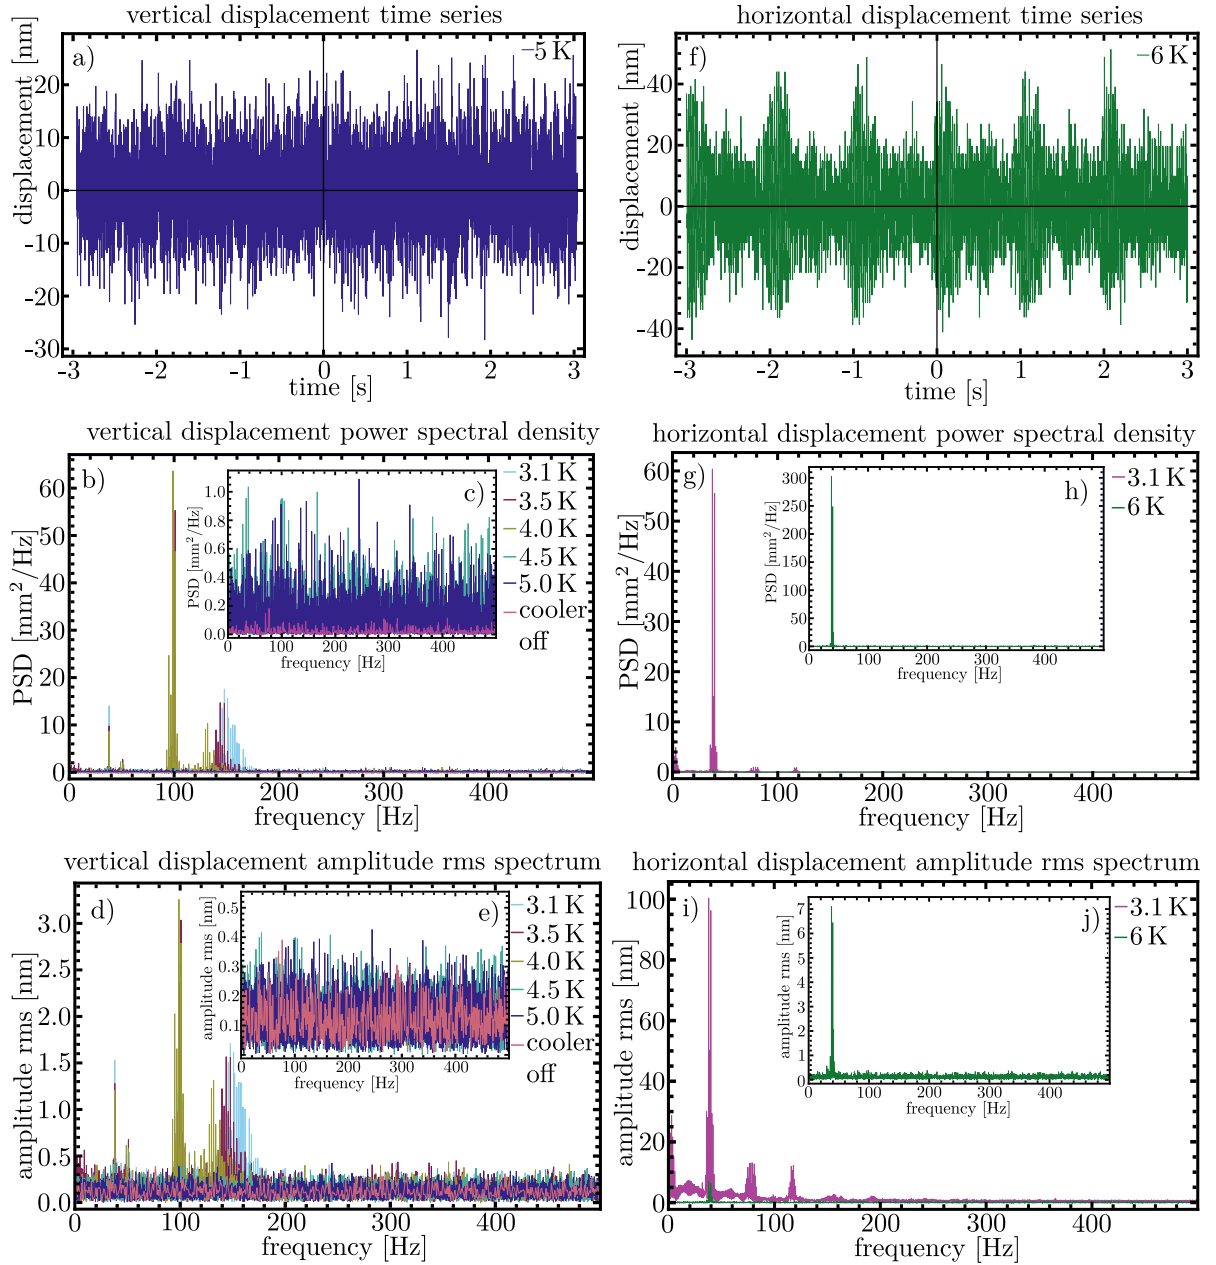 vertical displacement time series
a)
–5 K
displacement [nm]
20
10
0
-10
-20
-30
-3
-2
-1
0
1
2
3
time [s]
horizontal displacement time series
f)
–6 K
displacement [nm]
40
20
0
-20
-40
-3
-2
-1
0
1
2
3
time [s]
vertical displacement power spectral density
b)
PSD [mm²/Hz]
60
50
40
30
20
10
0
0
100
200
300
400
frequency [Hz]
3.1 K
3.5 K
4.0 K
4.5 K
5.0 K
cooler
off
c)
PSD [mm²/Hz]
1.0
0.8
0.6
0.4
0.2
0.0
0
100
200
300
400
frequency [Hz]
horizontal displacement power spectral density
g)
PSD [mm²/Hz]
60
50
40
30
20
10
0
0
100
200
300
400
frequency [Hz]
3.1 K
6 K
h)
PSD [mm²/Hz]
300
250
200
150
100
50
0
0
100
200
300
400
frequency [Hz]
vertical displacement amplitude rms spectrum
d)
amplitude rms [nm]
3.0
2.5
2.0
1.5
1.0
0.5
0.0
0
100
200
300
400
frequency [Hz]
3.1 K
3.5 K
4.0 K
4.5 K
5.0 K
cooler
off
e)
amplitude rms [nm]
0.5
0.4
0.3
0.2
0.1
0
100
200
300
400
frequency [Hz]
horizontal displacement amplitude rms spectrum
i)
amplitude rms [nm]
100
80
60
40
20
0
0
100
200
300
400
frequency [Hz]
3.1 K
6 K
j)
amplitude rms [nm]
7
6
5
4
3
2
1
0
0
100
200
300
400
frequency [Hz]